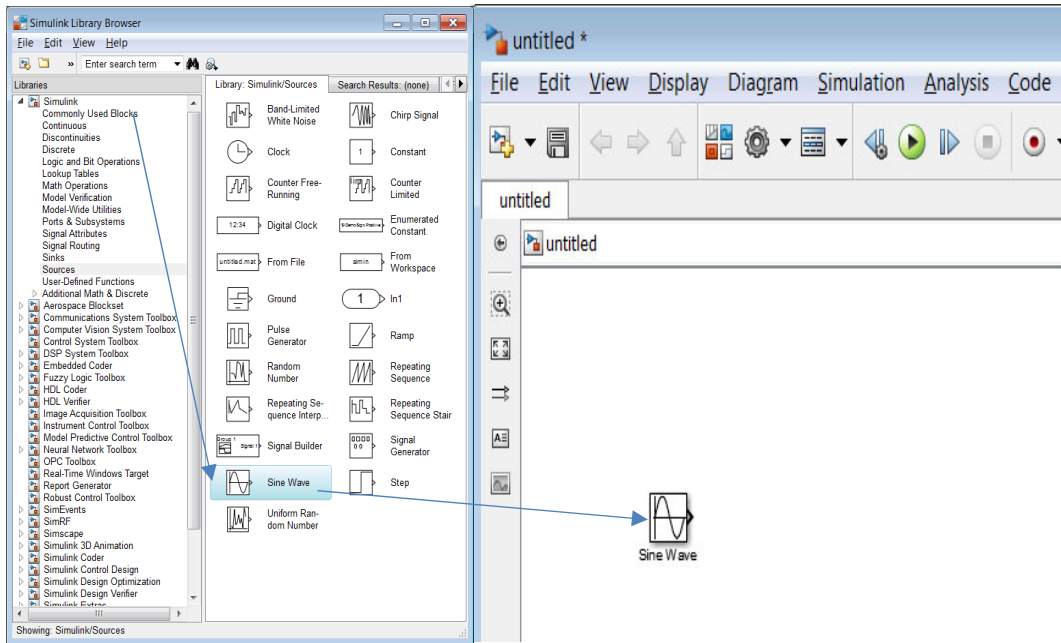 Simulink Library Browser
File Edit View Help
» Enter search term
Libraries
Library: Simulink/Sources
Search Results: (none)
Simulink
Commonly Used Blocks
Continuous
Discontinuities
Discrete
Logic and Bit Operations
Lookup Tables
Math Operations
Model Verification
Model-Wide Utilities
Ports & Subsystems
Signal Attributes
Signal Routing
Sinks
Sources
User-Defined Functions
Additional Math & Discrete
Aerospace Blockset
Communications System Toolbox
Computer Vision System Toolbox
Control System Toolbox
DSP System Toolbox
Embedded Coder
Fuzzy Logic Toolbox
HDL Coder
HDL Verifier
Image Acquisition Toolbox
Instrument Control Toolbox
Model Predictive Control Toolbox
Neural Network Toolbox
OPC Toolbox
Real-Time Windows Target
Report Generator
Robust Control Toolbox
SimEvents
SimRF
Simscape
Simulink 3D Animation
Simulink Coder
Simulink Control Design
Simulink Design Optimization
Simulink Design Verifier
Simulink Extras
Band-Limited
White Noise
Chirp Signal
Clock
1
Constant
Counter Free-
Running
Counter
Limited
12:34
Digital Clock
Enumerated
Constant
untitled.mat
From File
simin
From
Workspace
Ground
1
In1
Pulse
Generator
Ramp
Random
Number
Repeating
Sequence
Repeating Se-
quence Interp...
Repeating
Sequence Stair
Group 1
Signal 1
Signal Builder
Signal
Generator
Sine Wave
Step
Uniform Ran-
dom Number
Showing: Simulink/Sources
untitled *
File Edit View Display Diagram Simulation Analysis Code
untitled
untitled
Sine Wave